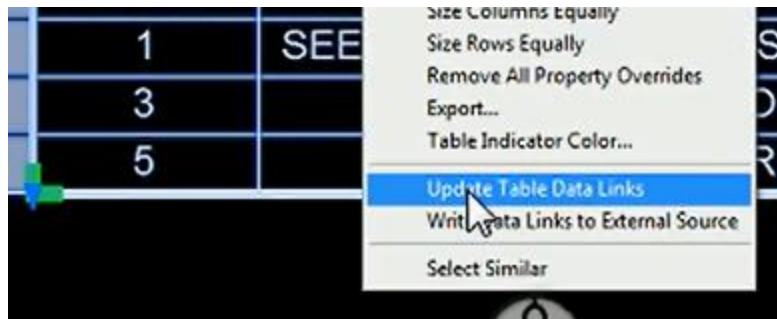 Size Columns Equally
1 SEE S
Size Rows Equally
Remove All Property Overrides
3
Export...
Table Indicator Color...
5 R
Update Table Data Links
Write Data Links to External Source
Select Similar